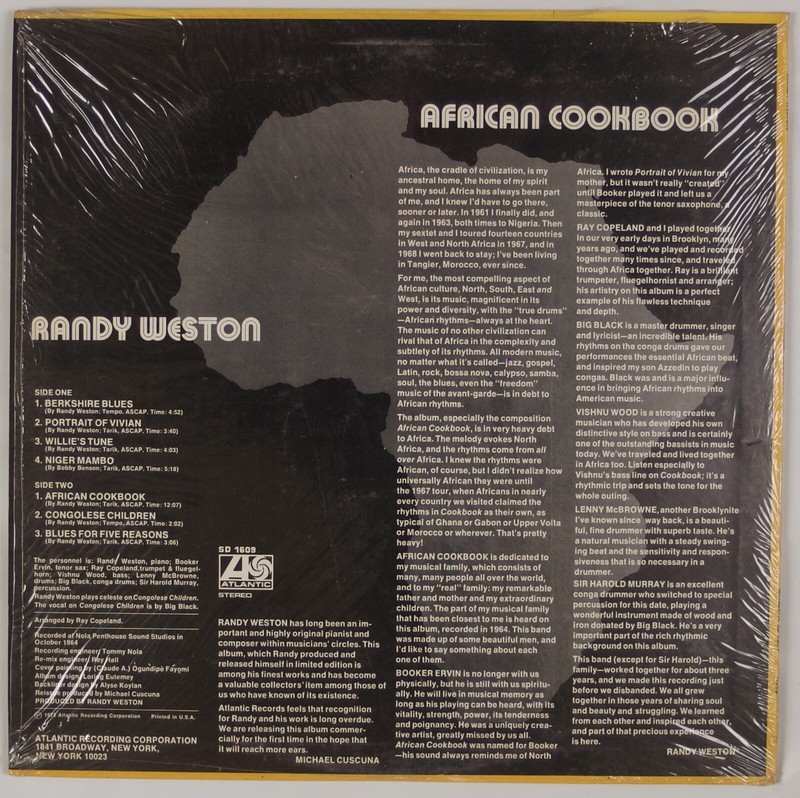 AFRICAN COOKBOOK
RANDY WESTON
SIDE ONE
1. BERKSHIRE BLUES
(By Randy Weston; Tempo, ASCAP. Time: 4:52)
2. PORTRAIT OF VIVIAN
(By Randy Weston; Tarik, ASCAP. Time: 3:40)
3. WILLIE'S TUNE
(By Randy Weston; Tarik, ASCAP. Time: 4:03)
4. NIGER MAMBO
(By Bobby Benson; Tarik, ASCAP. Time: 5:18)
SIDE TWO
1. AFRICAN COOKBOOK
(By Randy Weston; Tarik, ASCAP. Time: 12:07)
2. CONGOLESE CHILDREN
(By Randy Weston; Tempo, ASCAP. Time: 2:02)
3. BLUES FOR FIVE REASONS
(By Randy Weston; Tarik, ASCAP. Time: 3:06)
The personnel is: Randy Weston, piano; Booker
Ervin, tenor sax; Ray Copeland, trumpet & fluegel-
horn; Vishnu Wood, bass; Lenny McBrowne,
drums; Big Black, conga drums; Sir Harold Murray,
percussion.
Randy Weston plays celeste on Congolese Children.
The vocal on Congolese Children is by Big Black.
Arranged by Ray Copeland.
Recorded at Nola Penthouse Sound Studios in
October 1964
Recording engineer: Tommy Nola
Re-mix engineer: Ray Hall
Cover painting by (Claude A.) Ogundipe Fayomi
Album design: Loring Eutemey
Backliner design by Alyse Koylan
Release produced by Michael Cuscuna
PRODUCED BY RANDY WESTON
1972 Atlantic Recording Corporation Printed in U.S.A.
ATLANTIC RECORDING CORPORATION
1841 BROADWAY, NEW YORK,
NEW YORK 10023
SD 1609
ATLANTIC
STEREO
RANDY WESTON has long been an im-
portant and highly original pianist and
composer within musicians' circles. This
album, which Randy produced and
released himself in limited edition is
among his finest works and has become
a valuable collectors' item among those of
us who have known of its existence.
Atlantic Records feels that recognition
for Randy and his work is long overdue.
We are releasing this album commer-
cially for the first time in the hope that
it will reach more ears.
MICHAEL CUSCUNA
Africa, the cradle of civilization, is my
ancestral home, the home of my spirit
and my soul. Africa has always been part
of me, and I knew I'd have to go there,
sooner or later. In 1961 I finally did, and
again in 1963, both times to Nigeria. Then
my sextet and I toured fourteen countries
in West and North Africa in 1967, and in
1968 I went back to stay; I've been living
in Tangier, Morocco, ever since.
For me, the most compelling aspect of
African culture, North, South, East and
West, is its music, magnificent in its
power and diversity, with the "true drums"
—African rhythms—always at the heart.
The music of no other civilization can
rival that of Africa in the complexity and
subtlety of its rhythms. All modern music,
no matter what it's called—jazz, gospel,
Latin, rock, bossa nova, calypso, samba,
soul, the blues, even the "freedom"
music of the avant-garde—is in debt to
African rhythms.
The album, especially the composition
African Cookbook, is in very heavy debt
to Africa. The melody evokes North
Africa, and the rhythms come from all
over Africa. I knew the rhythms were
African, of course, but I didn't realize how
universally African they were until
the 1967 tour, when Africans in nearly
every country we visited claimed the
rhythms in Cookbook as their own, as
typical of Ghana or Gabon or Upper Volta
or Morocco or wherever. That's pretty
heavy!
AFRICAN COOKBOOK is dedicated to
my musical family, which consists of
many, many people all over the world,
and to my "real" family: my remarkable
father and mother and my extraordinary
children. The part of my musical family
that has been closest to me is heard on
this album, recorded in 1964. This band
was made up of some beautiful men, and
I'd like to say something about each
one of them.
BOOKER ERVIN is no longer with us
physically, but he is still with us spiritu-
ally. He will live in musical memory as
long as his playing can be heard, with its
vitality, strength, power, its tenderness
and poignancy. He was a uniquely crea-
tive artist, greatly missed by us all.
African Cookbook was named for Booker
—his sound always reminds me of North
Africa. I wrote Portrait of Vivian for my
mother, but it wasn't really "created"
until Booker played it and left us a
masterpiece of the tenor saxophone, a
classic.
RAY COPELAND and I played together
in our very early days in Brooklyn, many
years ago, and we've played and recorded
together may times since, and traveled
through Africa together. Ray is a brilliant
trumpeter, fluegelhornist and arranger;
his artistry on this album is a perfect
example of his flawless technique
and depth.
BIG BLACK is a master drummer, singer
and lyricist—an incredible talent. His
rhythms on the conga drums gave our
performances the essential African beat,
and inspired my son Azzedin to play
congas. Black was and is a major influ-
ence in bringing African rhythms into
American music.
VISHNU WOOD is a strong creative
musician who has developed his own
distinctive style on bass and is certainly
one of the outstanding bassists in music
today. We've traveled and lived together
in Africa too. Listen especially to
Vishnu's bass line on Cookbook; it's a
rhythmic trip and sets the tone for the
whole outing.
LENNY McBROWNE, another Brooklynite
I've known since way back, is a beauti-
ful, fine drummer with superb taste. He's
a natural musician with a steady swing-
ing beat and the sensitivity and respon-
siveness that is so necessary in a
drummer.
SIR HAROLD MURRAY is an excellent
conga drummer who switched to special
percussion for this date, playing a
wonderful instrument made of wood and
iron donated by Big Black. He's a very
important part of the rich rhythmic
background on this album.
This band (except for Sir Harold)—this
family—worked together for about three
years, and we made this recording just
before we disbanded. We all grew
together in those years of sharing soul
and beauty and struggling. We learned
from each other and inspired each other,
and part of that precious experience
is here.
RANDY WESTON